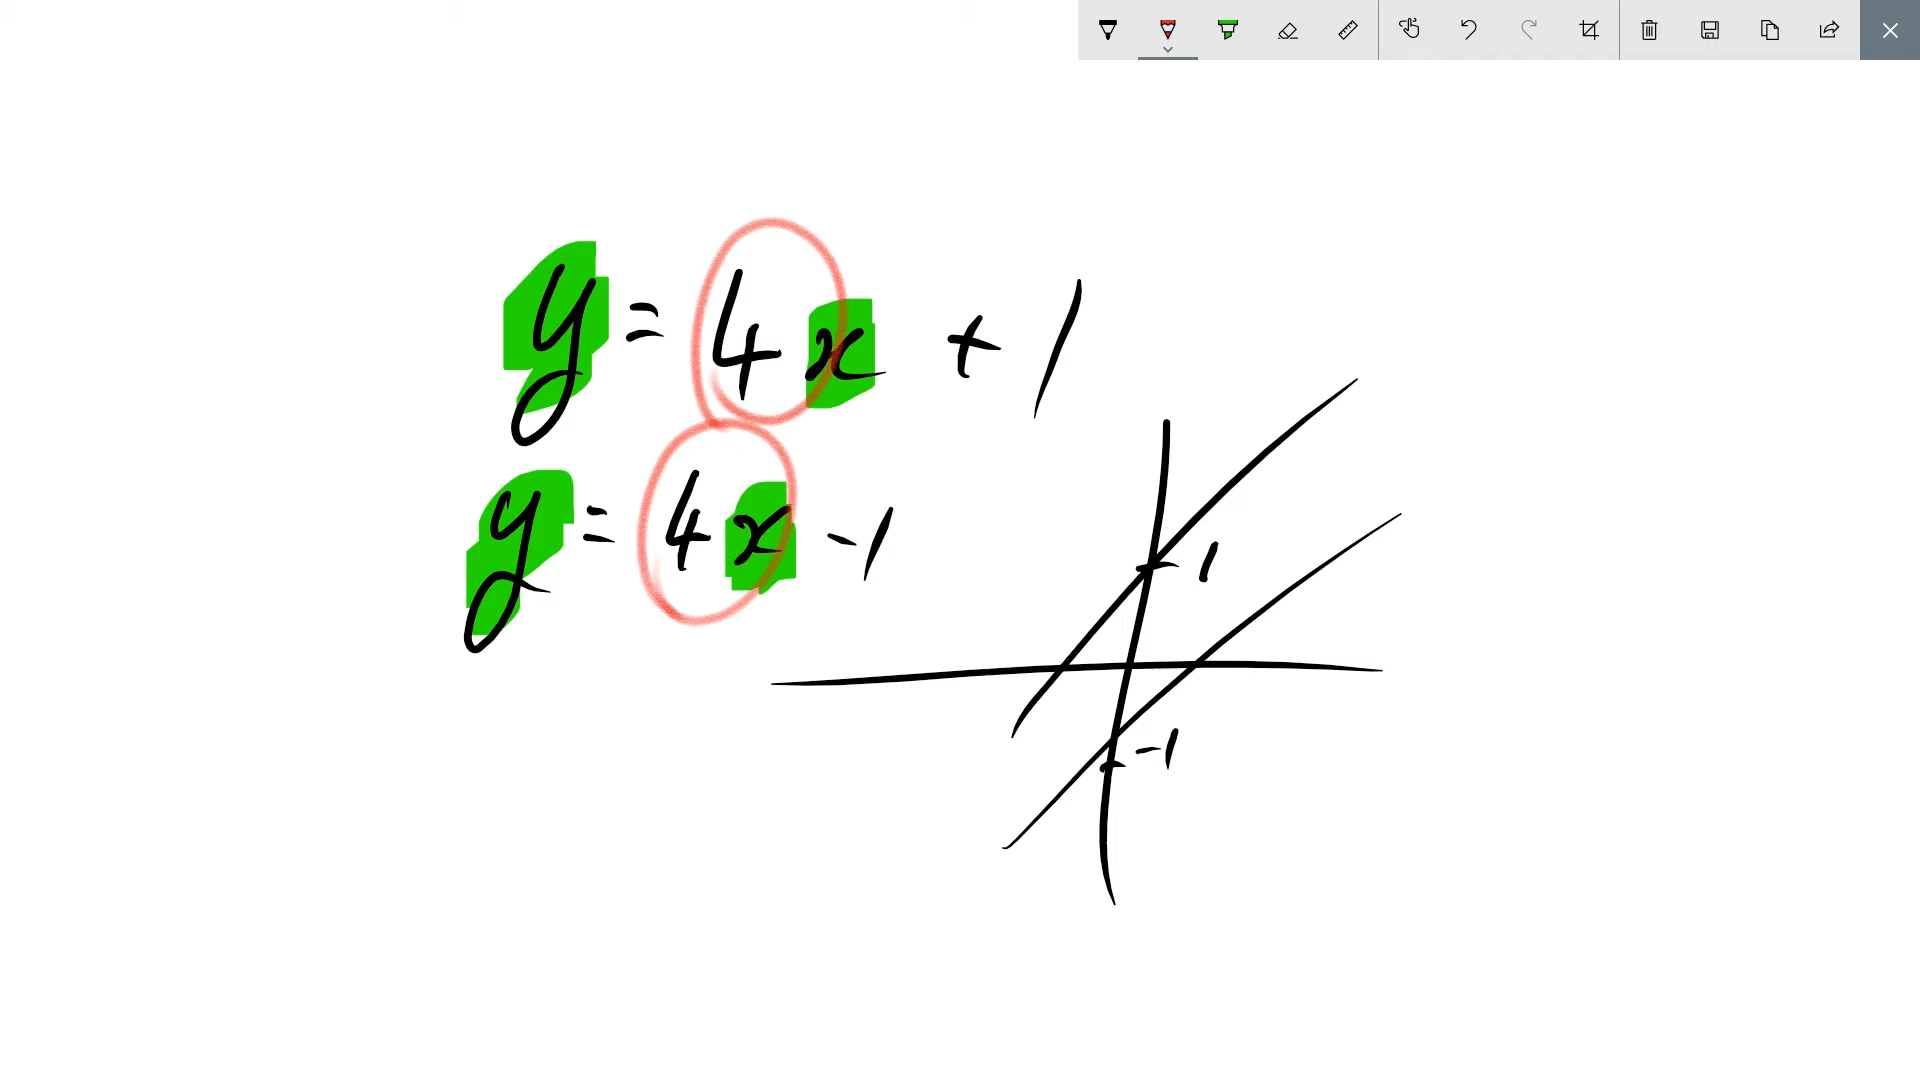 y = 4x + 1
y = 4x - 1
1
-1